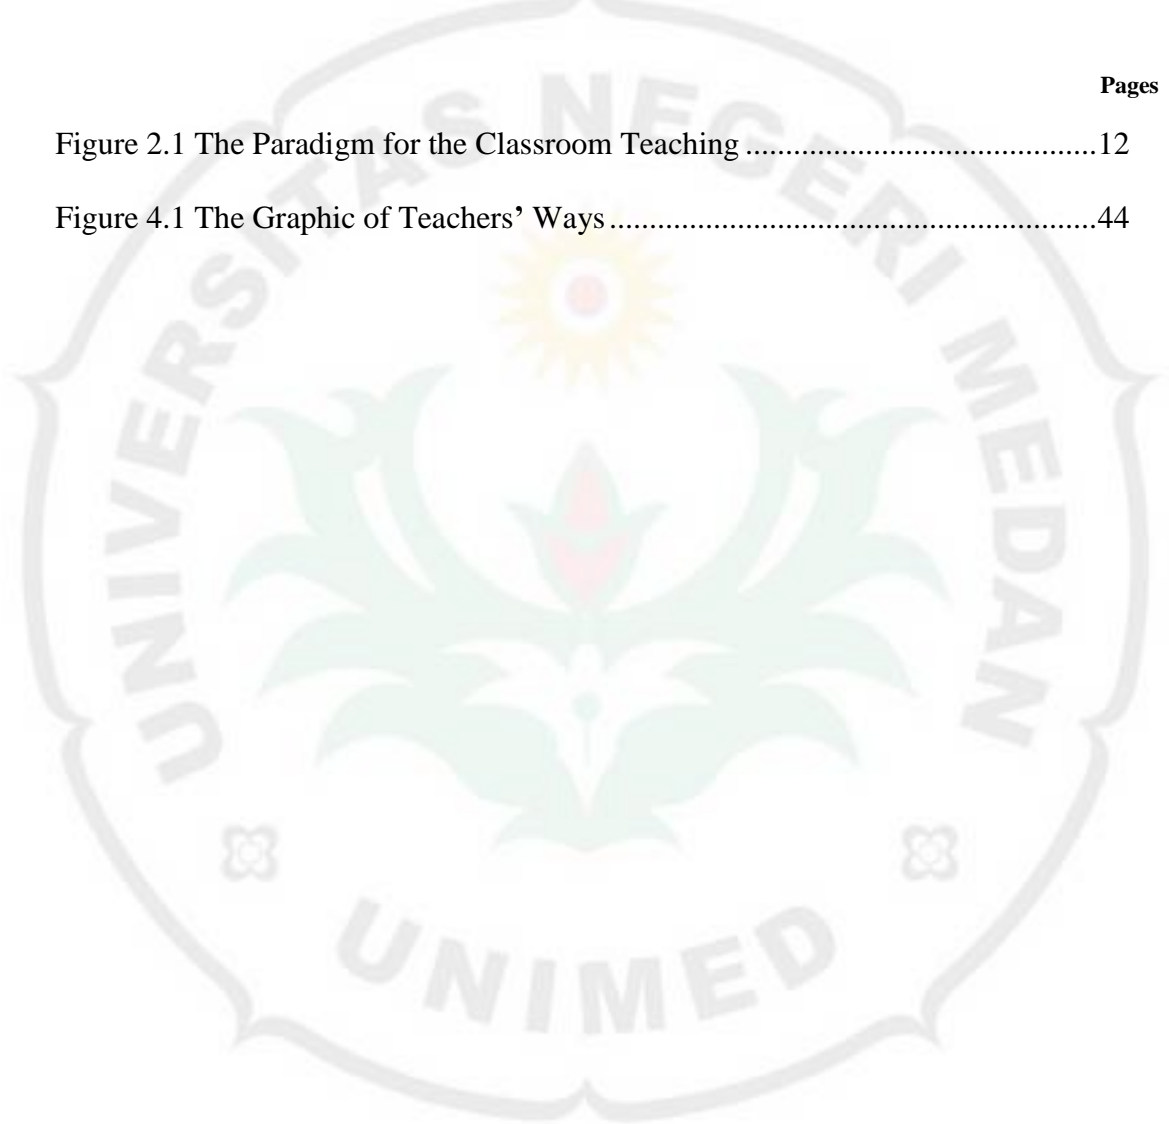 Pages
Figure 2.1 The Paradigm for the Classroom Teaching ............................................12
Figure 4.1 The Graphic of Teachers' Ways .............................................................44
UNIVERSITAS NEGERI MEDAN
UNIMED